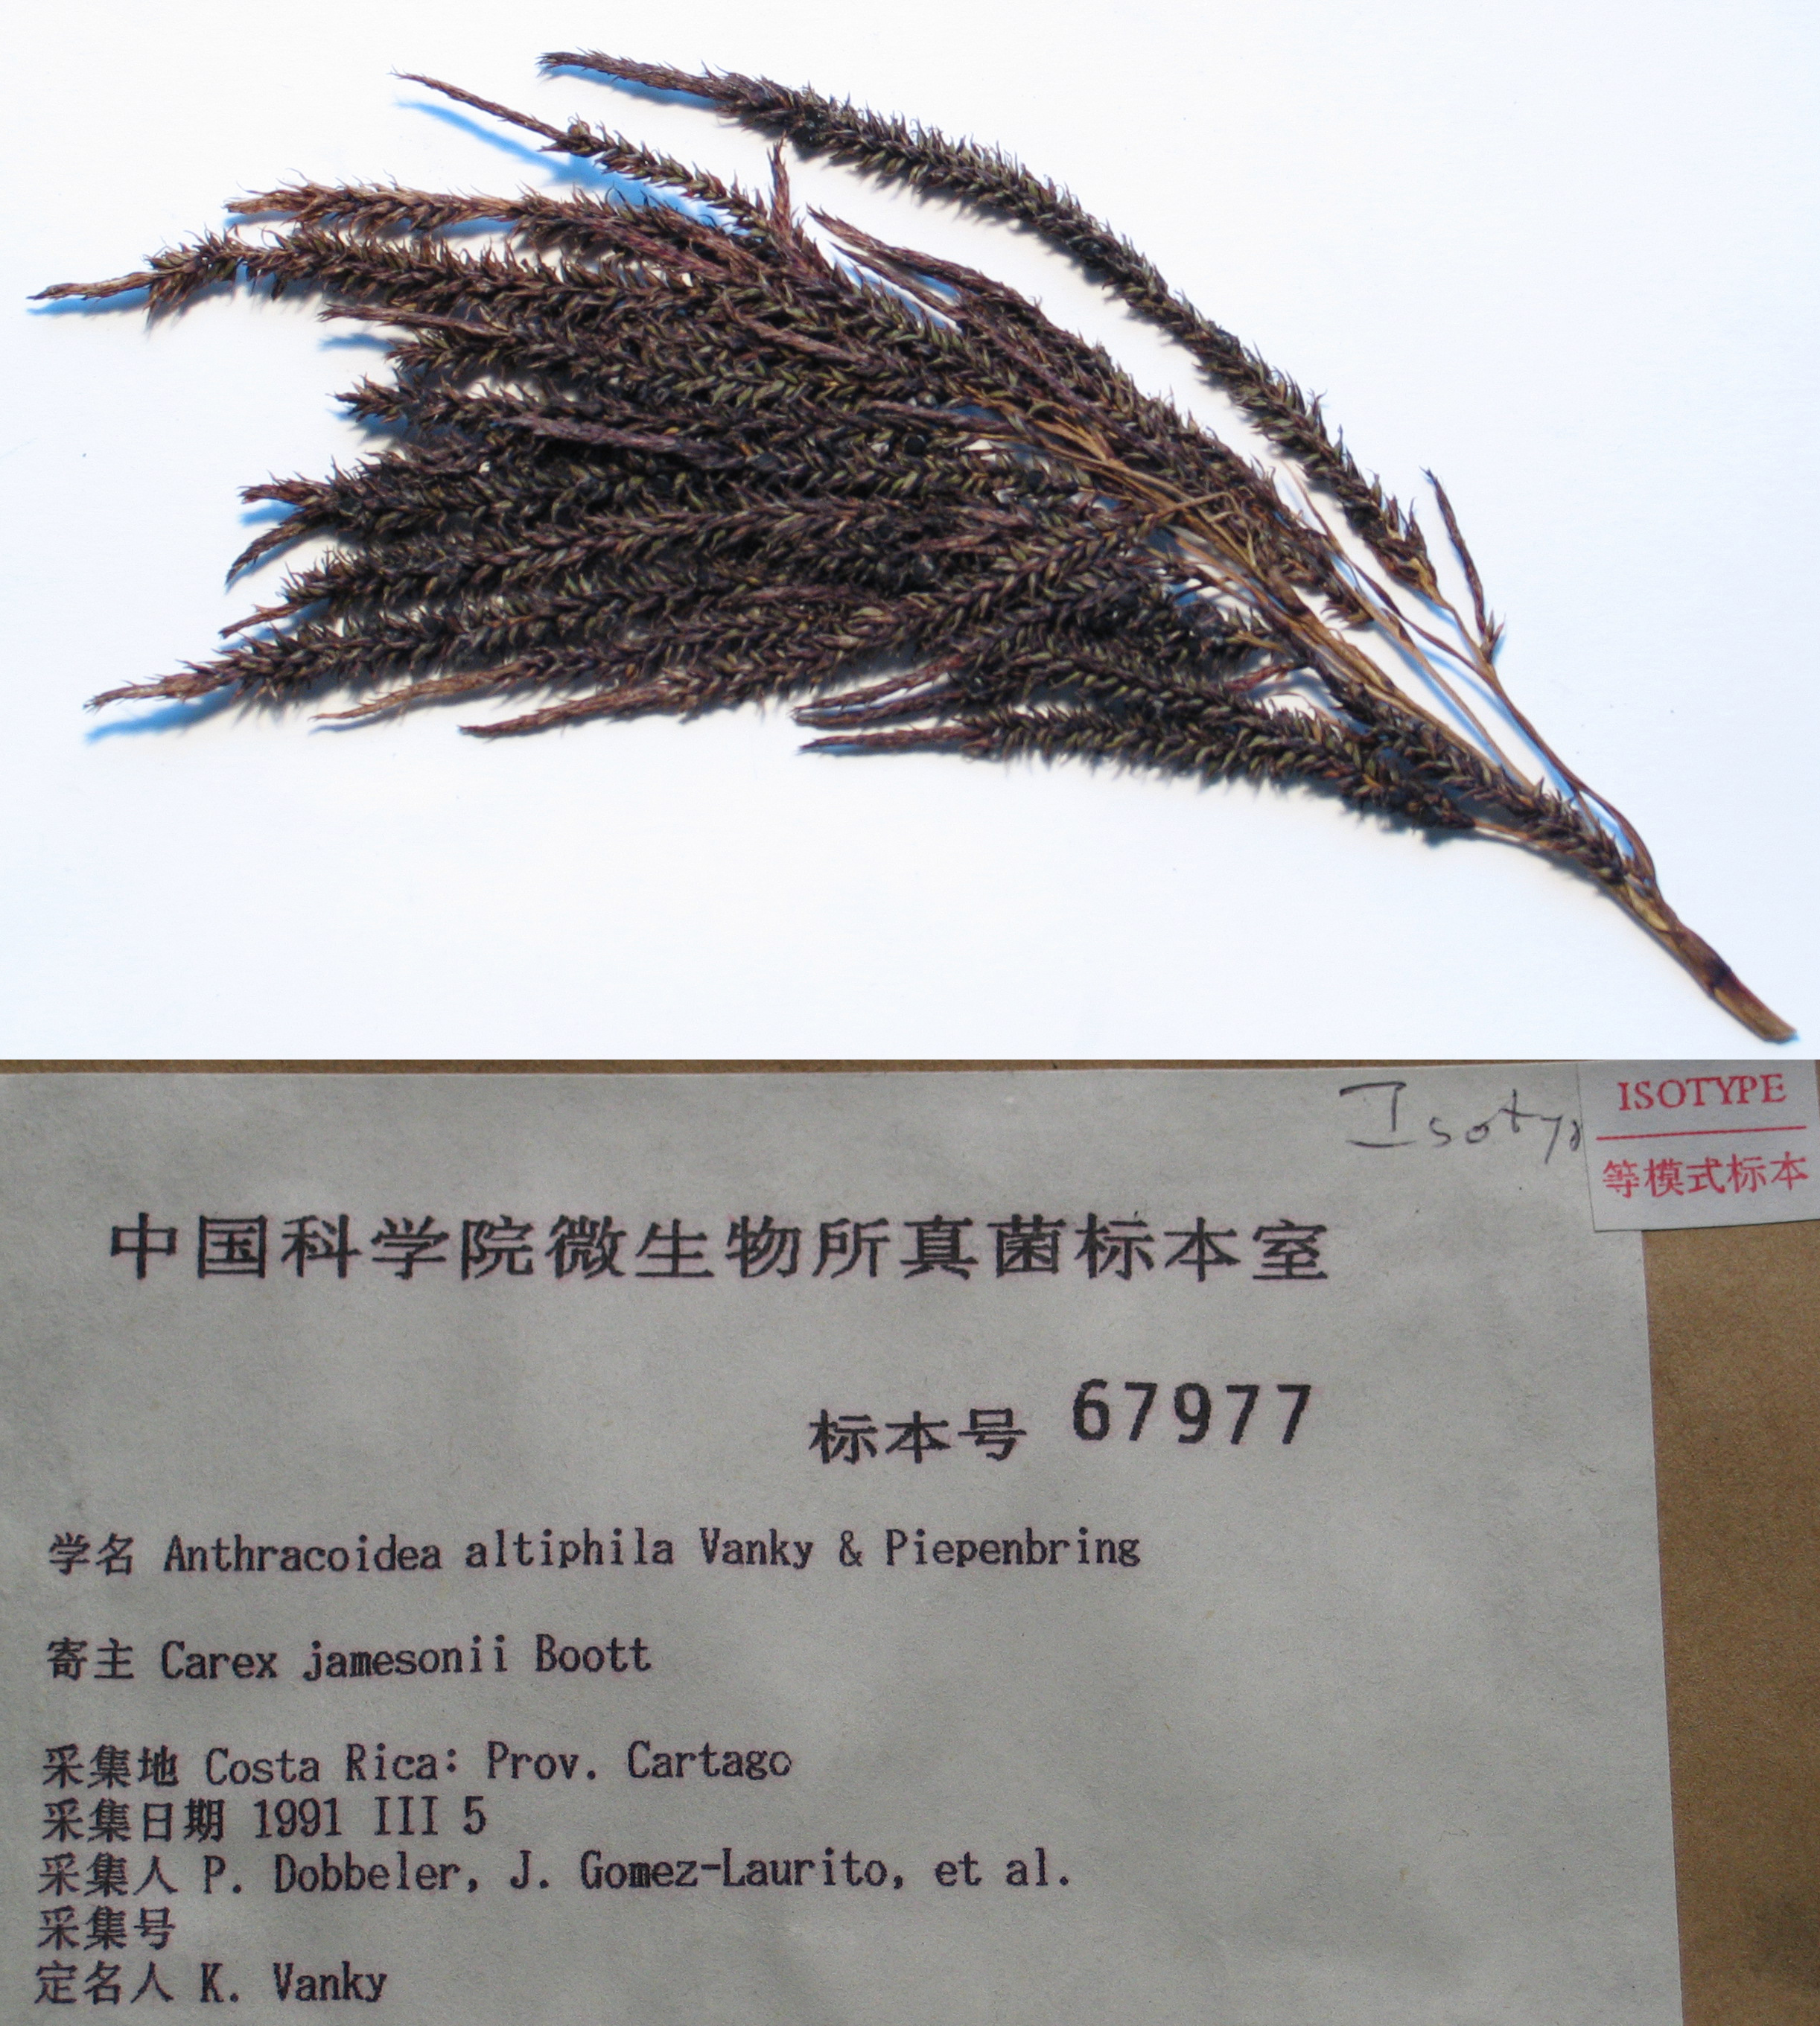 Isoty
ISOTYPE
等模式标本
中国科学院微生物所真菌标本室
标本号 67977
学名 Anthracoidea altiphila Vanky & Piepenbring
寄主 Carex jamesonii Boott
采集地 Costa Rica: Prov. Cartago
采集日期 1991 III 5
采集人 P. Dobbeler, J. Gomez-Laurito, et al.
采集号
定名人 K. Vanky